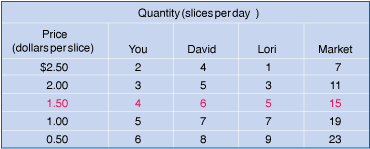 Quantity (slices per day )
Price
(dollars per slice) You David Lori Market
$2.50 2 4 1 7
2.00 3 5 3 11
1.50 4 6 5 15
1.00 5 7 7 19
0.50 6 8 9 23